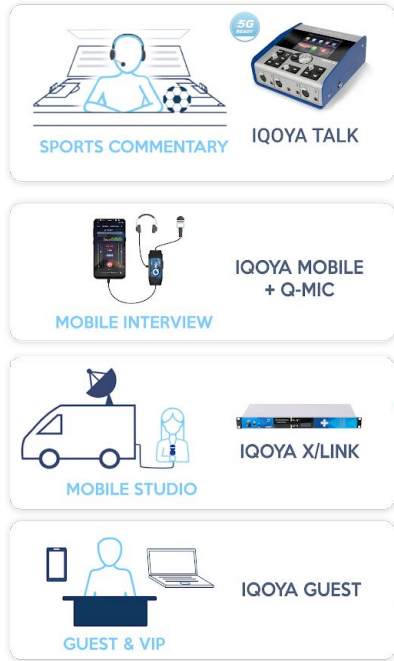 5G
READY
SPORTS COMMENTARY
IQOYA TALK
IQOYA MOBILE
+ Q-MIC
MOBILE INTERVIEW
IQOYA X/LINK
MOBILE STUDIO
IQOYA GUEST
GUEST & VIP